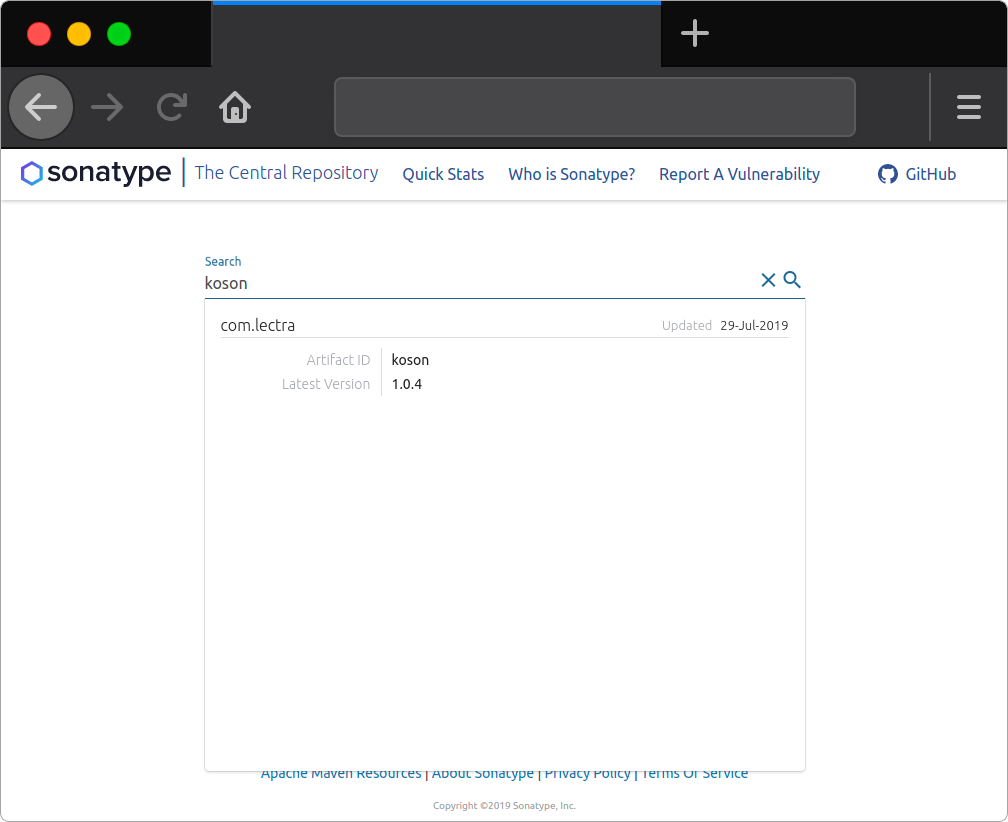 sonatype | The Central Repository Quick Stats Who is Sonatype? Report A Vulnerability GitHub
Search
koson
com.lectra Updated 29-Jul-2019
Artifact ID koson
Latest Version 1.0.4
Apache Maven Resources | About Sonatype | Privacy Policy | Terms Of Service
Copyright ©2019 Sonatype, Inc.